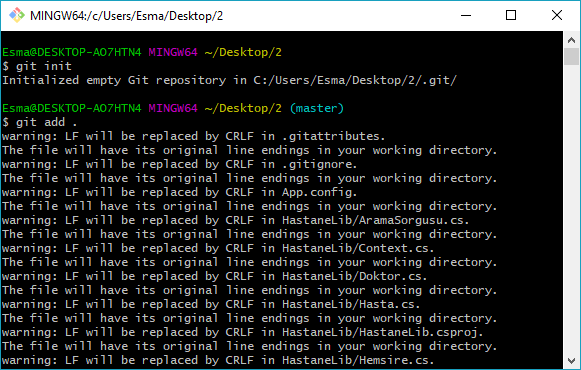 MINGW64:/c/Users/Esma/Desktop/2
Esma@DESKTOP-AO7HTN4 MINGW64 ~/Desktop/2
$ git init
Initialized empty Git repository in C:/Users/Esma/Desktop/2/.git/
Esma@DESKTOP-AO7HTN4 MINGW64 ~/Desktop/2 (master)
$ git add .
warning: LF will be replaced by CRLF in .gitattributes.
The file will have its original line endings in your working directory.
warning: LF will be replaced by CRLF in .gitignore.
The file will have its original line endings in your working directory.
warning: LF will be replaced by CRLF in App.config.
The file will have its original line endings in your working directory.
warning: LF will be replaced by CRLF in HastaneLib/AramaSorgusu.cs.
The file will have its original line endings in your working directory.
warning: LF will be replaced by CRLF in HastaneLib/Context.cs.
The file will have its original line endings in your working directory.
warning: LF will be replaced by CRLF in HastaneLib/Doktor.cs.
The file will have its original line endings in your working directory.
warning: LF will be replaced by CRLF in HastaneLib/Hasta.cs.
The file will have its original line endings in your working directory.
warning: LF will be replaced by CRLF in HastaneLib/HastaneLib.csproj.
The file will have its original line endings in your working directory.
warning: LF will be replaced by CRLF in HastaneLib/Hemsire.cs.